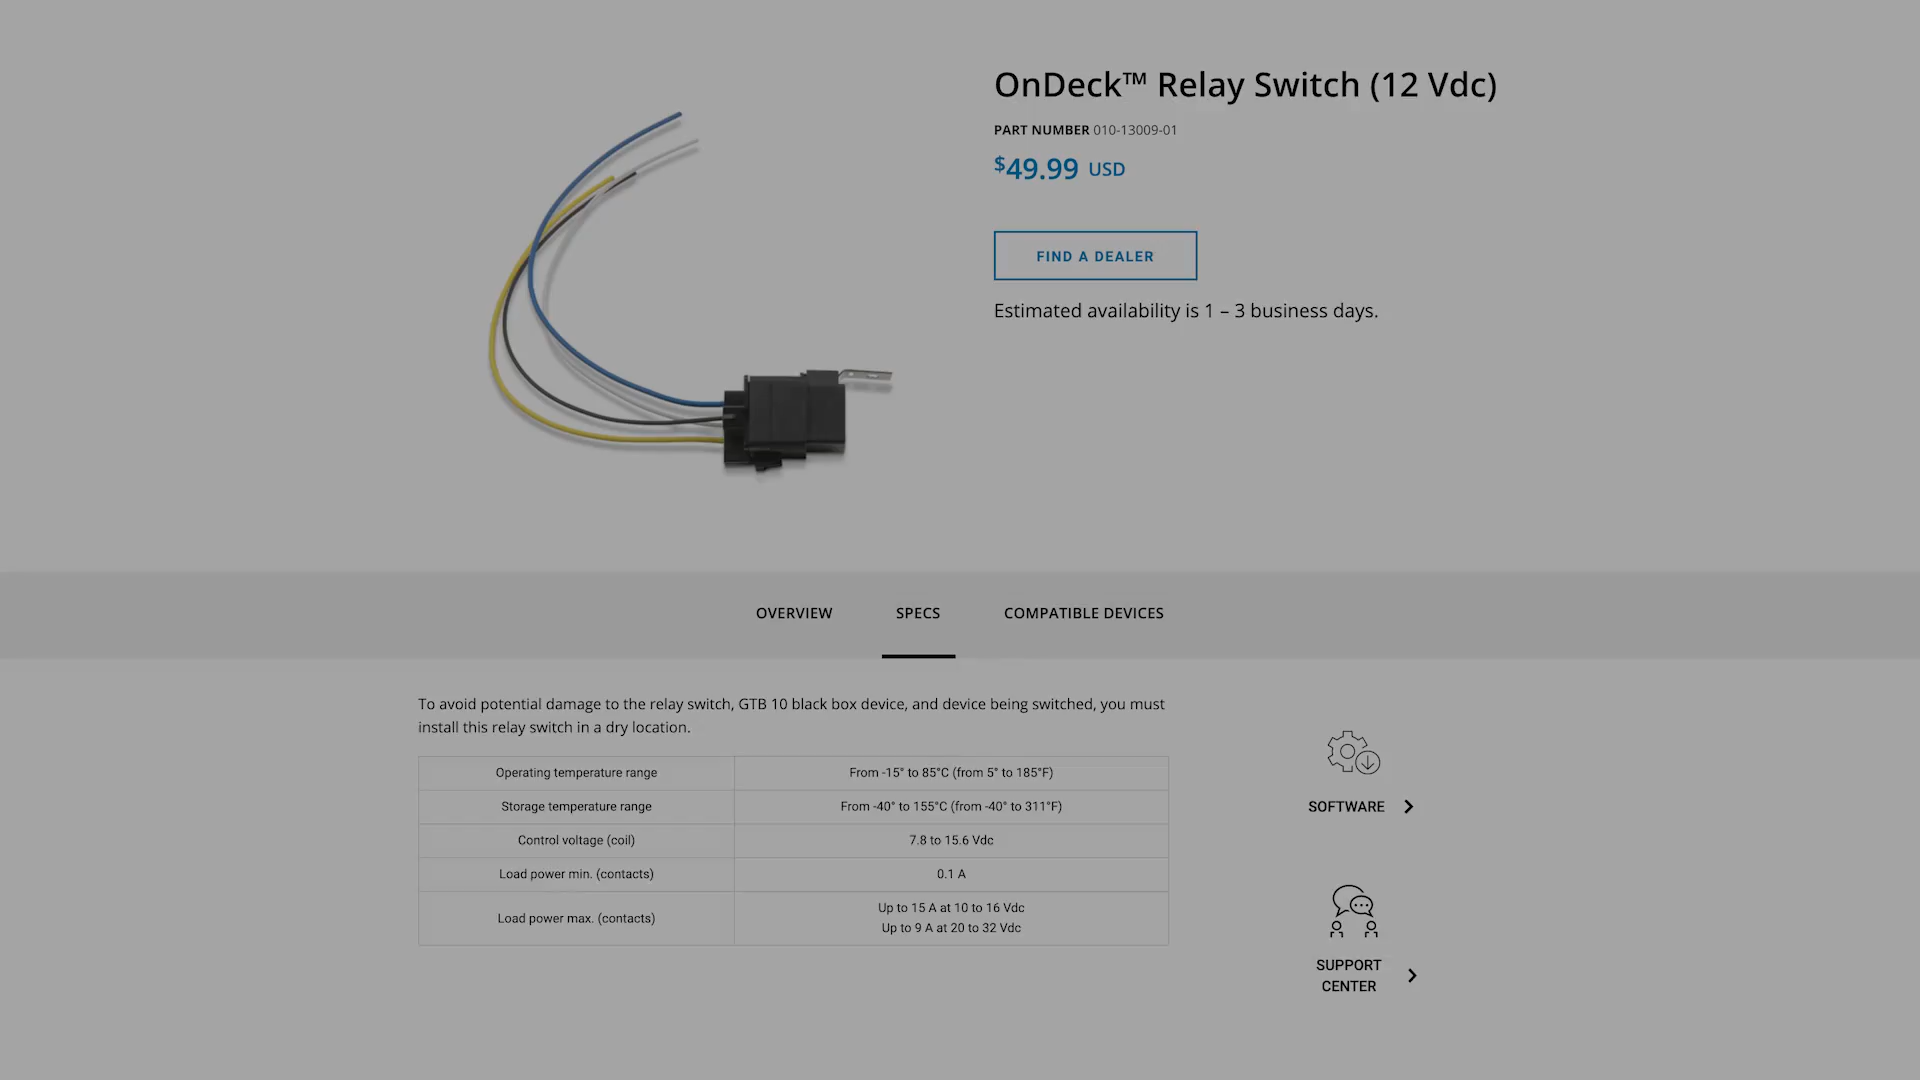 OnDeck™ Relay Switch (12 Vdc)
PART NUMBER 010-13009-01
$49.99 USD
FIND A DEALER
Estimated availability is 1 – 3 business days.
OVERVIEW SPECS COMPATIBLE DEVICES
To avoid potential damage to the relay switch, GTB 10 black box device, and device being switched, you must
install this relay switch in a dry location.
Operating temperature range From -15° to 85°C (from 5° to 185°F)
Storage temperature range From -40° to 155°C (from -40° to 311°F)
Control voltage (coil) 7.8 to 15.6 Vdc
Load power min. (contacts) 0.1 A
Load power max. (contacts) Up to 15 A at 10 to 16 Vdc
Up to 9 A at 20 to 32 Vdc
SOFTWARE
SUPPORT
CENTER